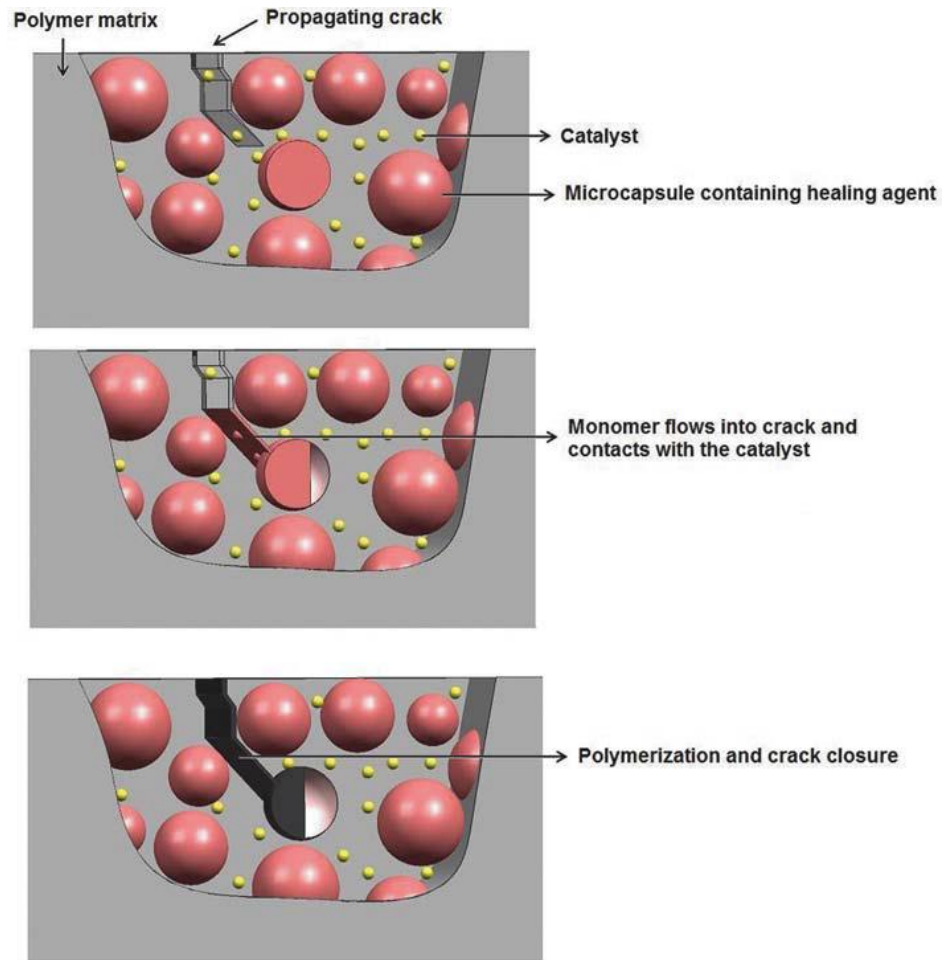 Propagating crack
Polymer matrix
Catalyst
Microcapsule containing healing agent
Monomer flows into crack and
contacts with the catalyst
Polymerization and crack closure